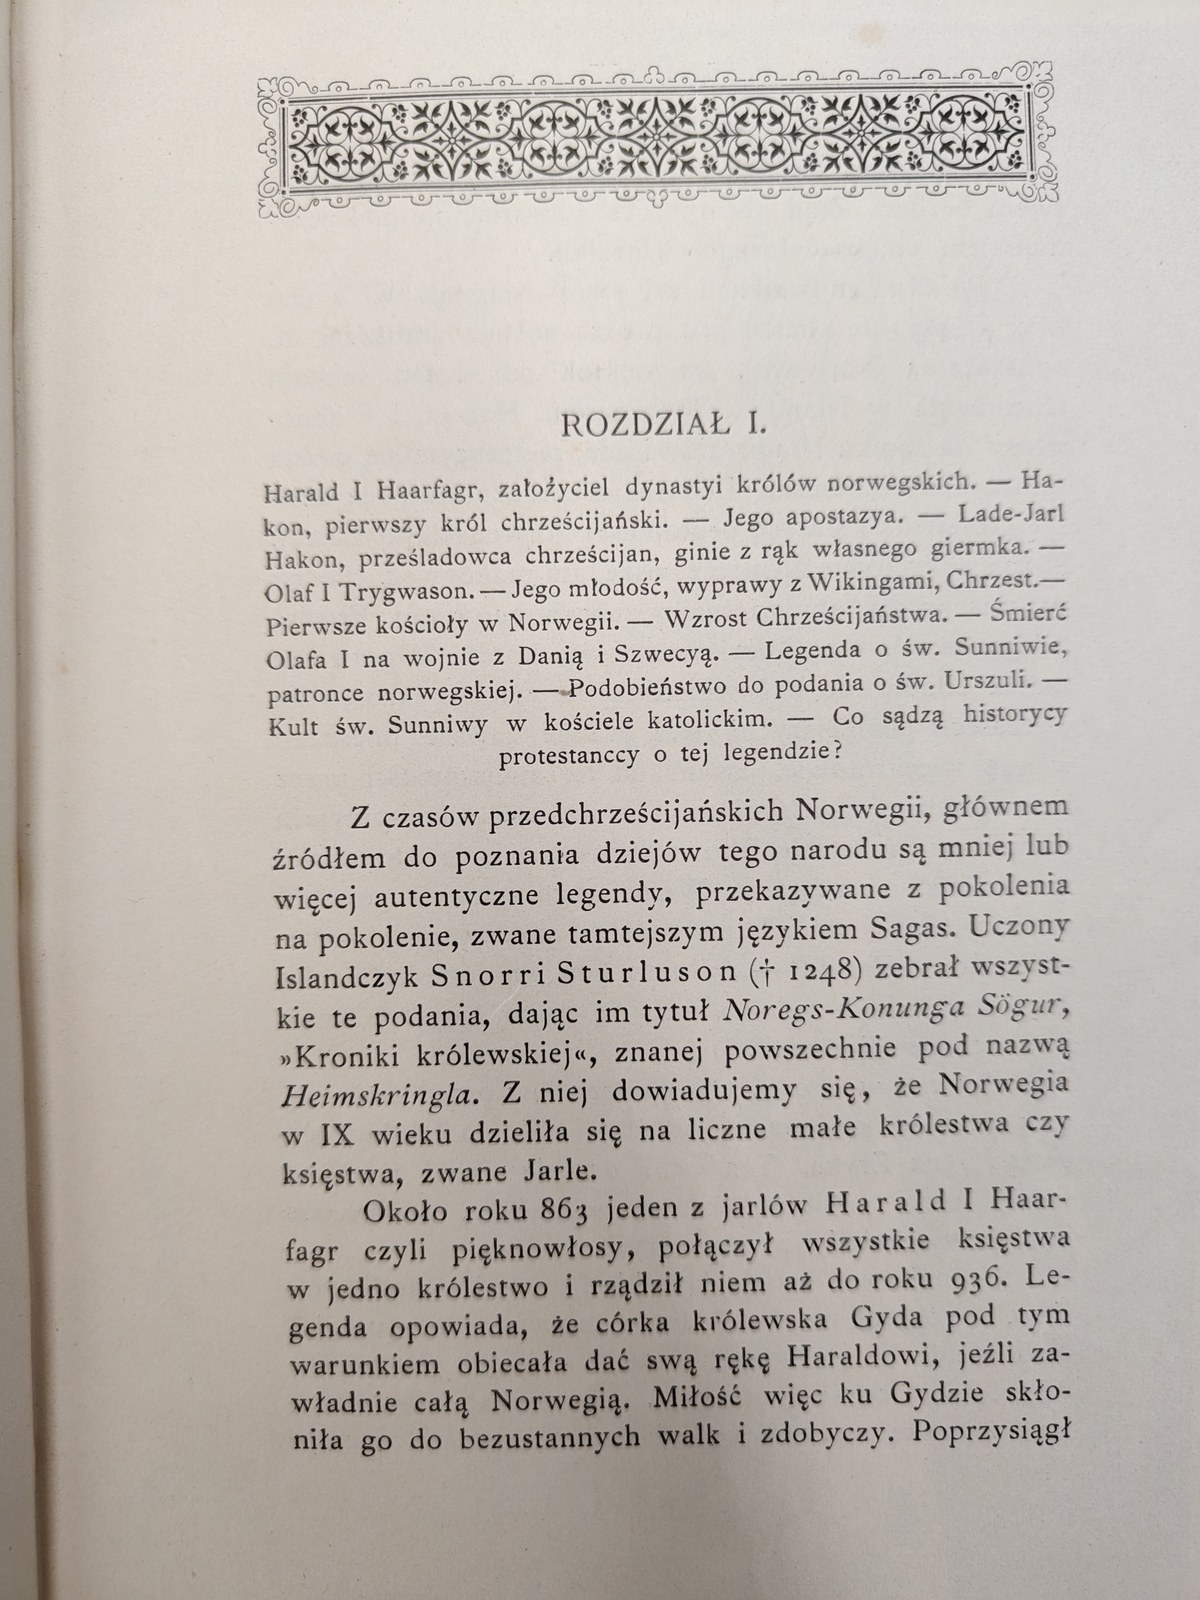 ROZDZIAŁ I.
Harald I Haarfagr, założyciel dynastyi królów norwegskich. — Ha-
kon, pierwszy król chrześcijański. — Jego apostazya. — Lade-Jarl
Hakon, prześladowca chrześcijan, ginie z rąk własnego giermka. —
Olaf I Trygwason. — Jego młodość, wyprawy z Wikingami, Chrzest.—
Pierwsze kościoły w Norwegii. — Wzrost Chrześcijaństwa. — Śmierć
Olafa I na wojnie z Danią i Szwecyą. — Legenda o św. Sunniwie,
patronce norwegskiej. — Podobieństwo do podania o św. Urszuli. —
Kult św. Sunniwy w kościele katolickim. — Co sądzą historycy
protestanccy o tej legendzie?
Z czasów przedchrześcijańskich Norwegii, głównem
źródłem do poznania dziejów tego narodu są mniej lub
więcej autentyczne legendy, przekazywane z pokolenia
na pokolenie, zwane tamtejszym językiem Sagas. Uczony
Islandczyk Snorri Sturluson († 1248) zebrał wszyst-
kie te podania, dając im tytuł Noregs-Konunga Sögur,
»Kroniki królewskiej«, znanej powszechnie pod nazwą
Heimskringla. Z niej dowiadujemy się, że Norwegia
w IX wieku dzieliła się na liczne małe królestwa czy
księstwa, zwane Jarle.
Około roku 863 jeden z jarlów Harald I Haar-
fagr czyli pięknowłosy, połączył wszystkie księstwa
w jedno królestwo i rządził niem aż do roku 936. Le-
genda opowiada, że córka królewska Gyda pod tym
warunkiem obiecała dać swą rękę Haraldowi, jeźli za-
władnie całą Norwegią. Miłość więc ku Gydzie skło-
niła go do bezustannych walk i zdobyczy. Poprzysiągł